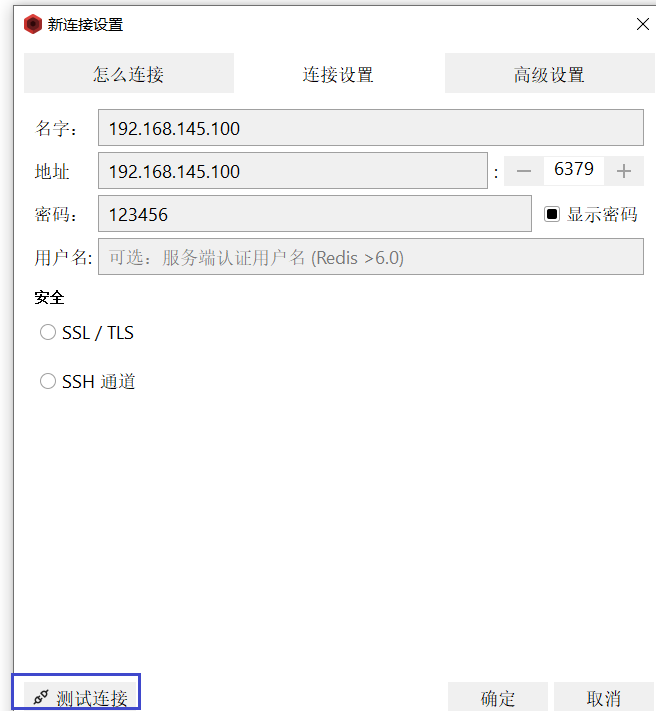 新连接设置
怎么连接 连接设置 高级设置
名字： 192.168.145.100
地址 192.168.145.100 : 6379
密码： 123456 显示密码
用户名: 可选：服务端认证用户名 (Redis >6.0)
安全
SSL / TLS
SSH 通道
测试连接 确定 取消